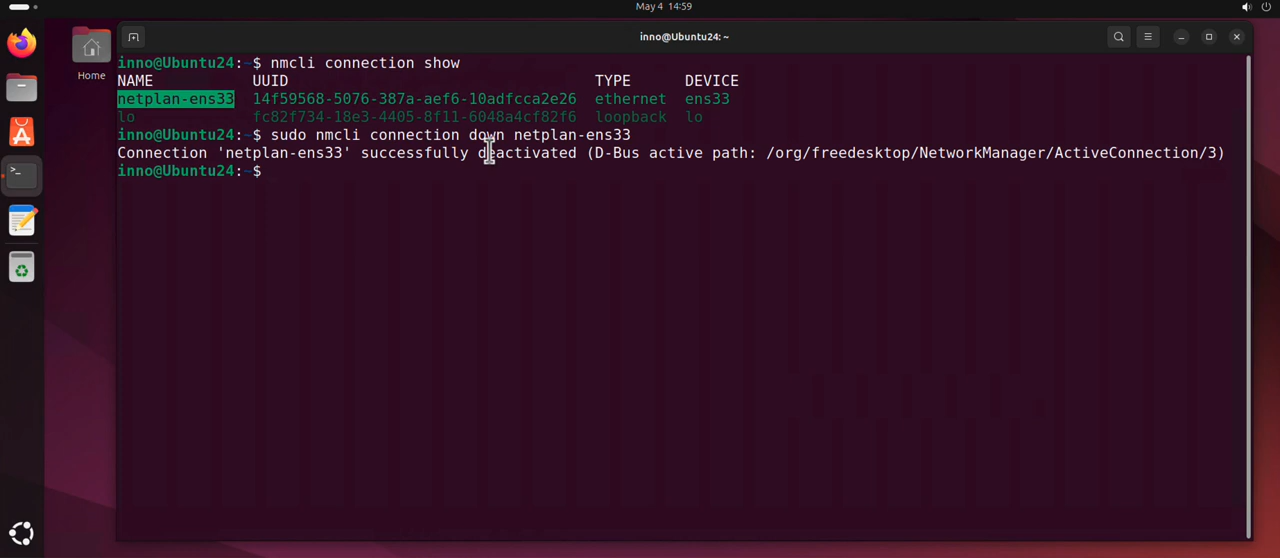 May 4 14:59
inno@Ubuntu24: ~
Home
inno@Ubuntu24:~$ nmcli connection show
NAME UUID TYPE DEVICE
netplan-ens33 14f59568-5076-387a-aef6-10adfcca2e26 ethernet ens33
lo fc82f734-18e3-4405-8f11-6048a4cf82f6 loopback lo
inno@Ubuntu24:~$ sudo nmcli connection down netplan-ens33
Connection 'netplan-ens33' successfully deactivated (D-Bus active path: /org/freedesktop/NetworkManager/ActiveConnection/3)
inno@Ubuntu24:~$